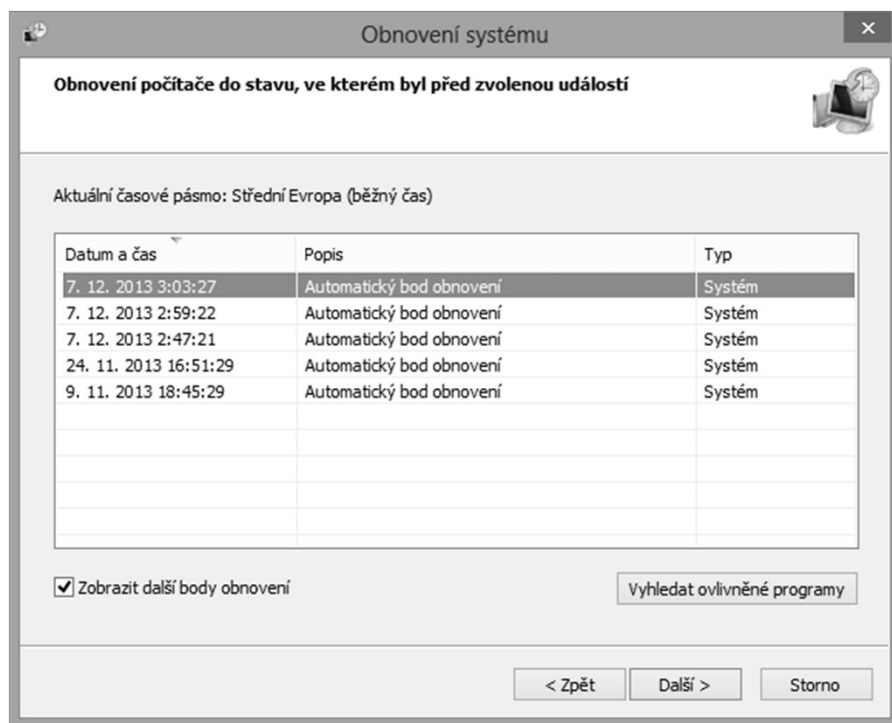 Obnovení systému
Obnovení počítače do stavu, ve kterém byl před zvolenou událostí
Aktuální časové pásmo: Střední Evropa (běžný čas)
Datum a čas Popis Typ
7. 12. 2013 3:03:27 Automatický bod obnovení Systém
7. 12. 2013 2:59:22 Automatický bod obnovení Systém
7. 12. 2013 2:47:21 Automatický bod obnovení Systém
24. 11. 2013 16:51:29 Automatický bod obnovení Systém
9. 11. 2013 18:45:29 Automatický bod obnovení Systém
Zobrazit další body obnovení Vyhledat ovlivněné programy
< Zpět Další > Storno